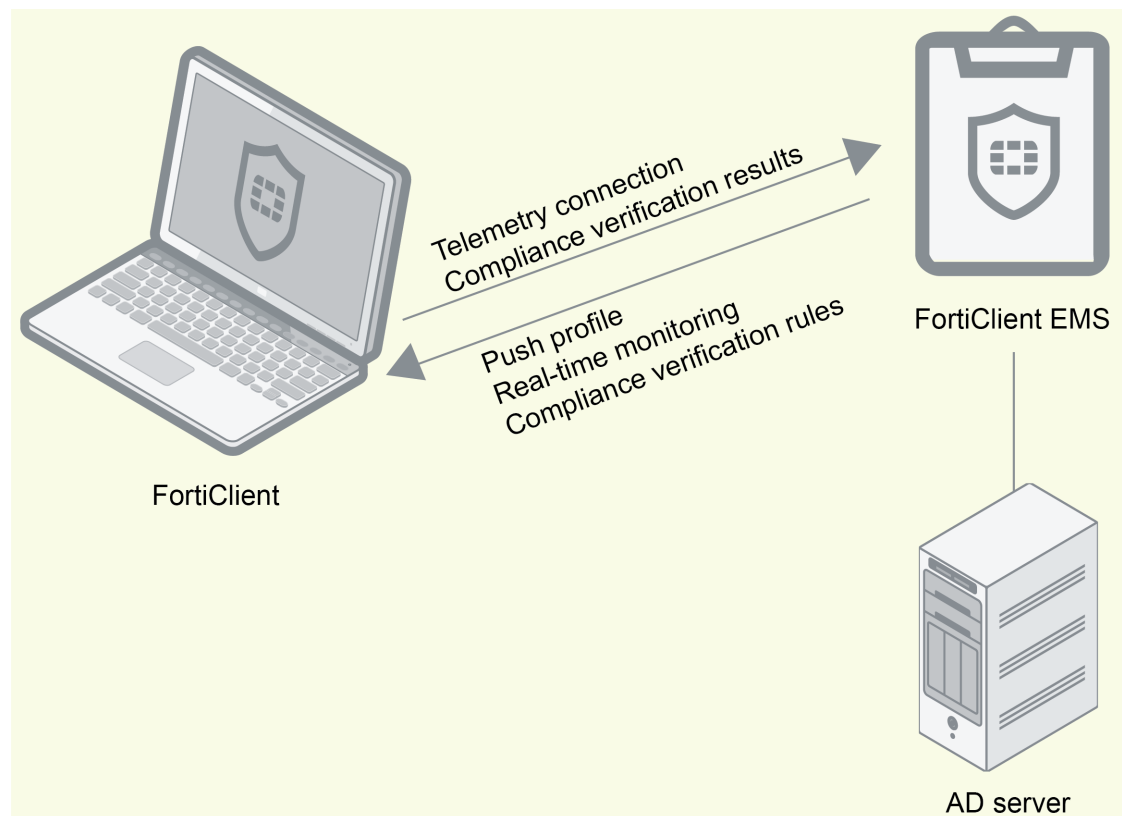 Telemetry connection
Compliance verification results
Push profile
Real-time monitoring
Compliance verification rules
FortiClient EMS
FortiClient
AD server